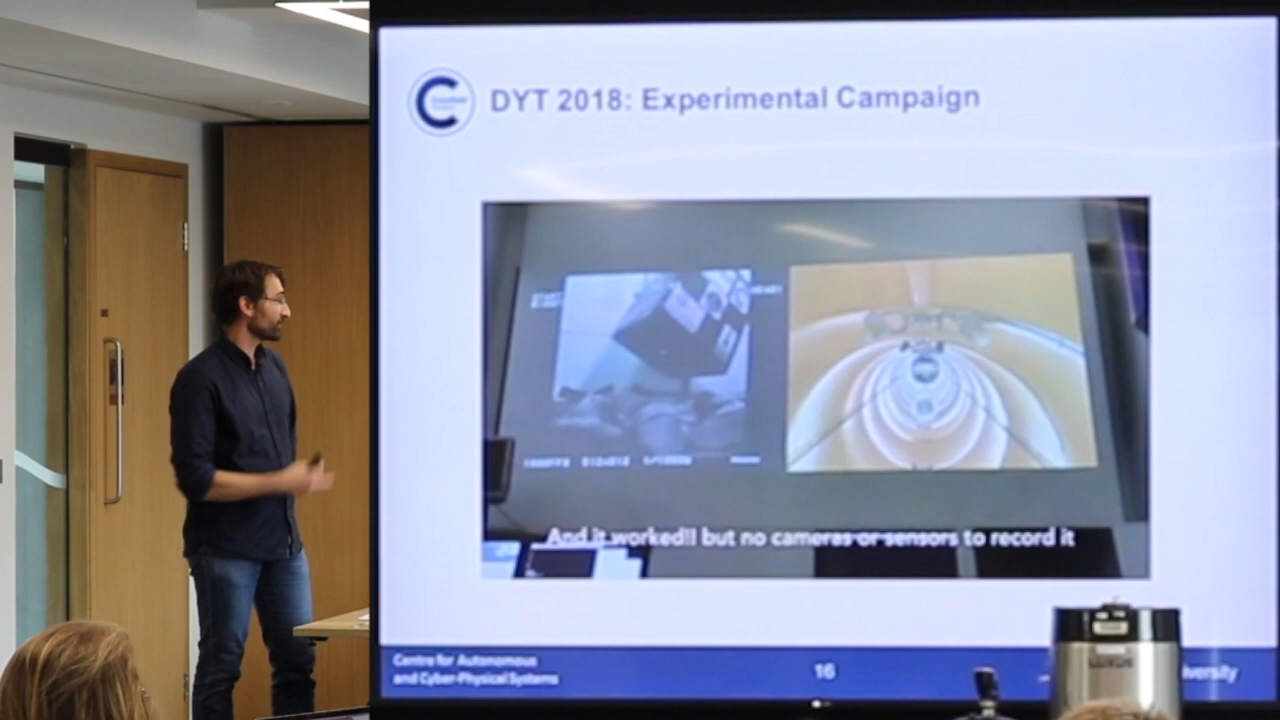 DYT 2018: Experimental Campaign
And it worked!! but no cameras or sensors to record it
Centre for Autonomous
and Cyber-Physical Systems
16
iversity